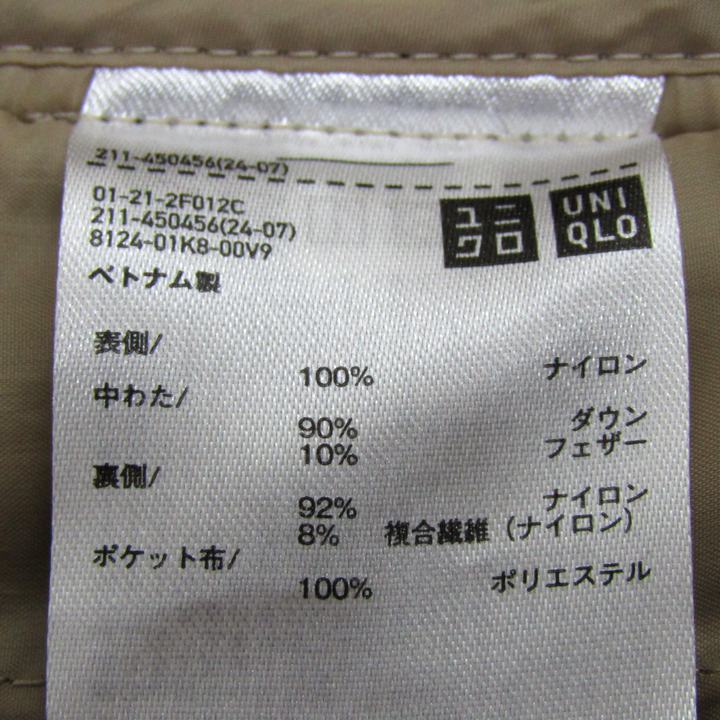 211-450456(24-07)
01-21-2F012C
211-450456(24-07)
8124-01K8-00V9
ベトナム製
ユニ
クロ
UNI
QLO
表側/
100% ナイロン
中わた/
90% ダウン
10% フェザー
裏側/
92% ナイロン
8% 複合繊維（ナイロン）
ポケット布/
100% ポリエステル